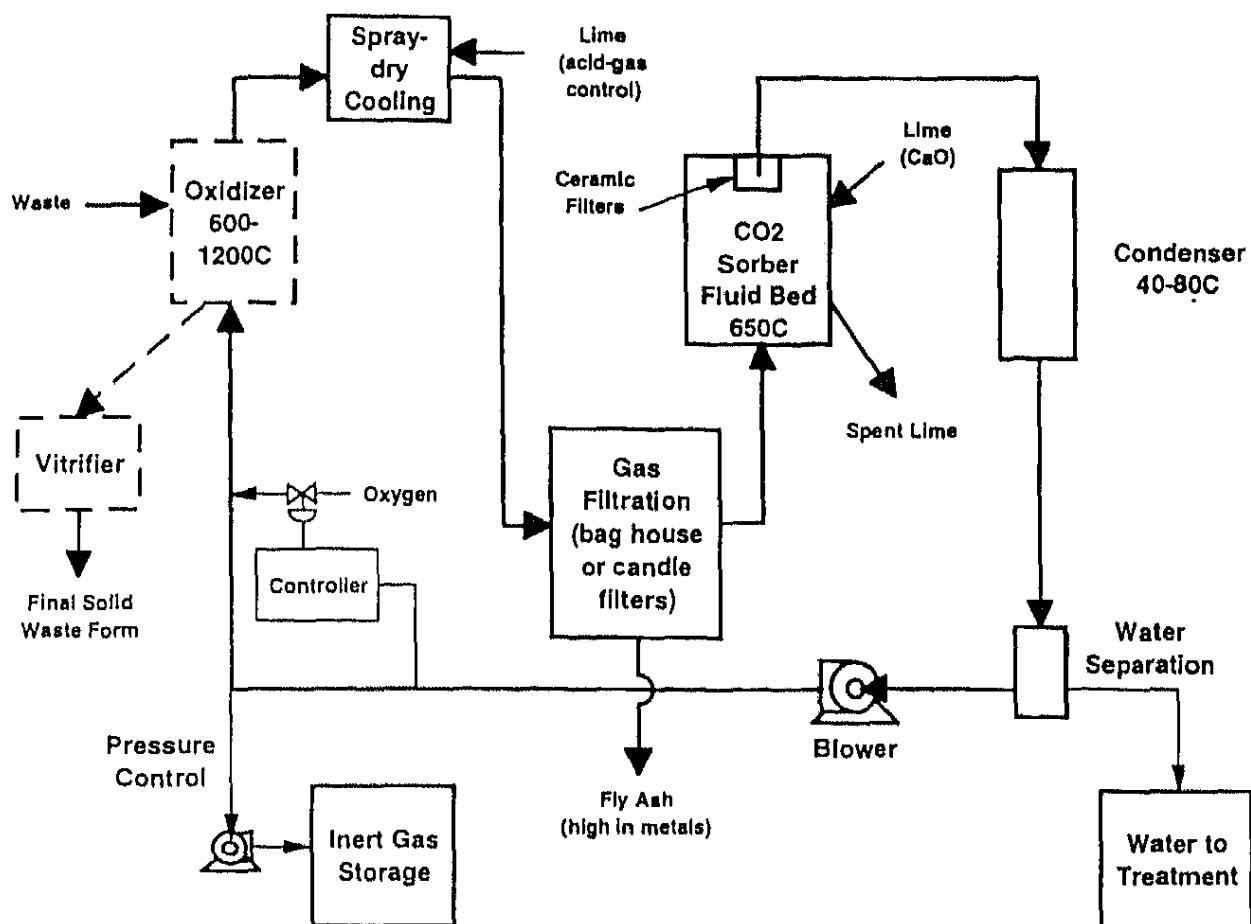 Spray-
dry
Cooling
Lime
(acid-gas
control)
Waste
Oxidizer
600-
1200C
Ceramic
Filters
Lime
(CaO)
CO2
Sorber
Fluid Bed
650C
Condenser
40-80C
Spent Lime
Vitrifier
Final Solid
Waste Form
Oxygen
Controller
Gas
Filtration
(bag house
or candle
filters)
Water
Separation
Blower
Pressure
Control
Inert Gas
Storage
Fly Ash
(high in metals)
Water to
Treatment